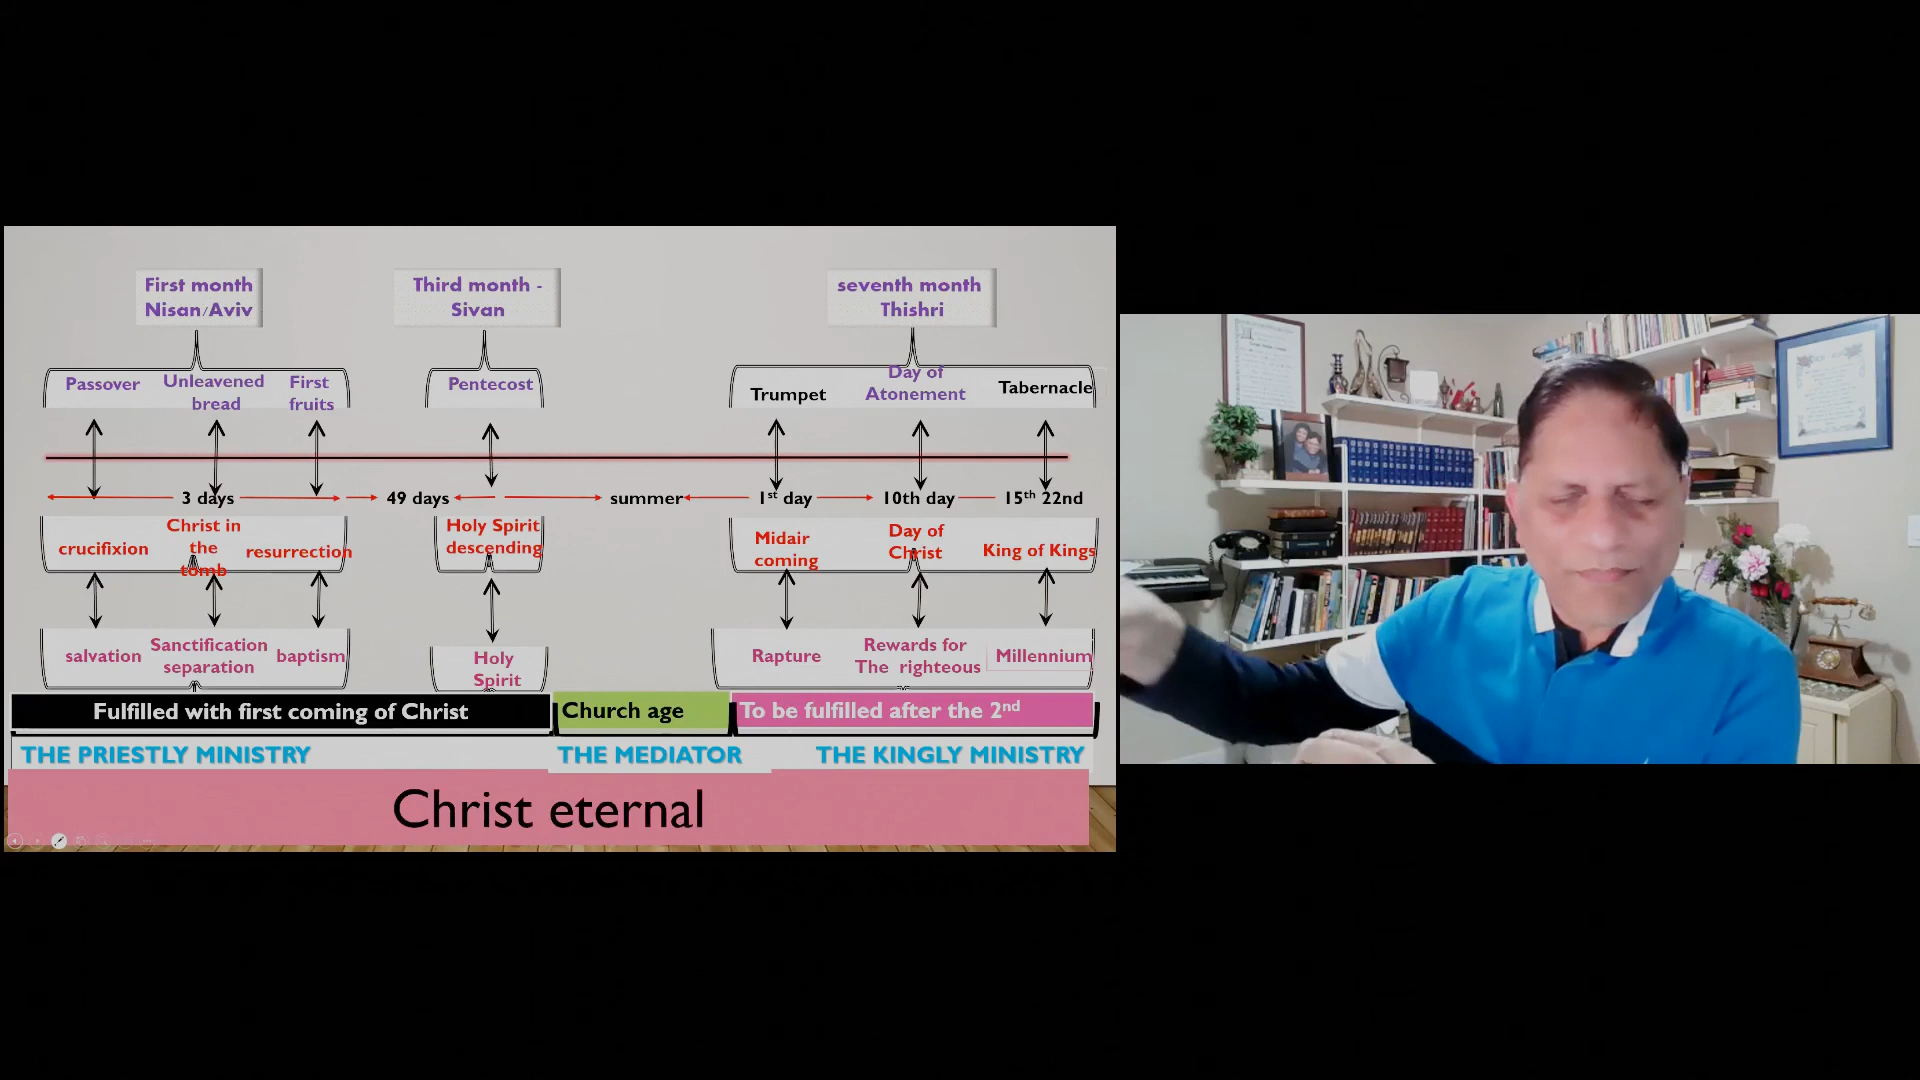 First month
Nisan/Aviv
Third month -
Sivan
seventh month
Thishri
Passover
Unleavened
bread
First
fruits
Pentecost
Trumpet
Day of
Atonement
Tabernacle
3 days
49 days
summer
1st day
10th day
15th 22nd
crucifixion
Christ in
the
tomb
resurrection
Holy Spirit
descending
Midair
coming
Day of
Christ
King of Kings
salvation
Sanctification
separation
baptism
Holy
Spirit
Rapture
Rewards for
The righteous
Millennium
Fulfilled with first coming of Christ
Church age
To be fulfilled after the 2nd
THE PRIESTLY MINISTRY
THE MEDIATOR
THE KINGLY MINISTRY
Christ eternal